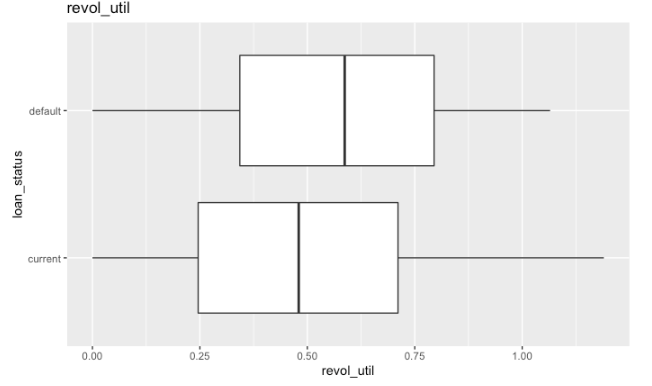 revol_util
default
loan_status
current
0.00 0.25 0.50 0.75 1.00
revol_util